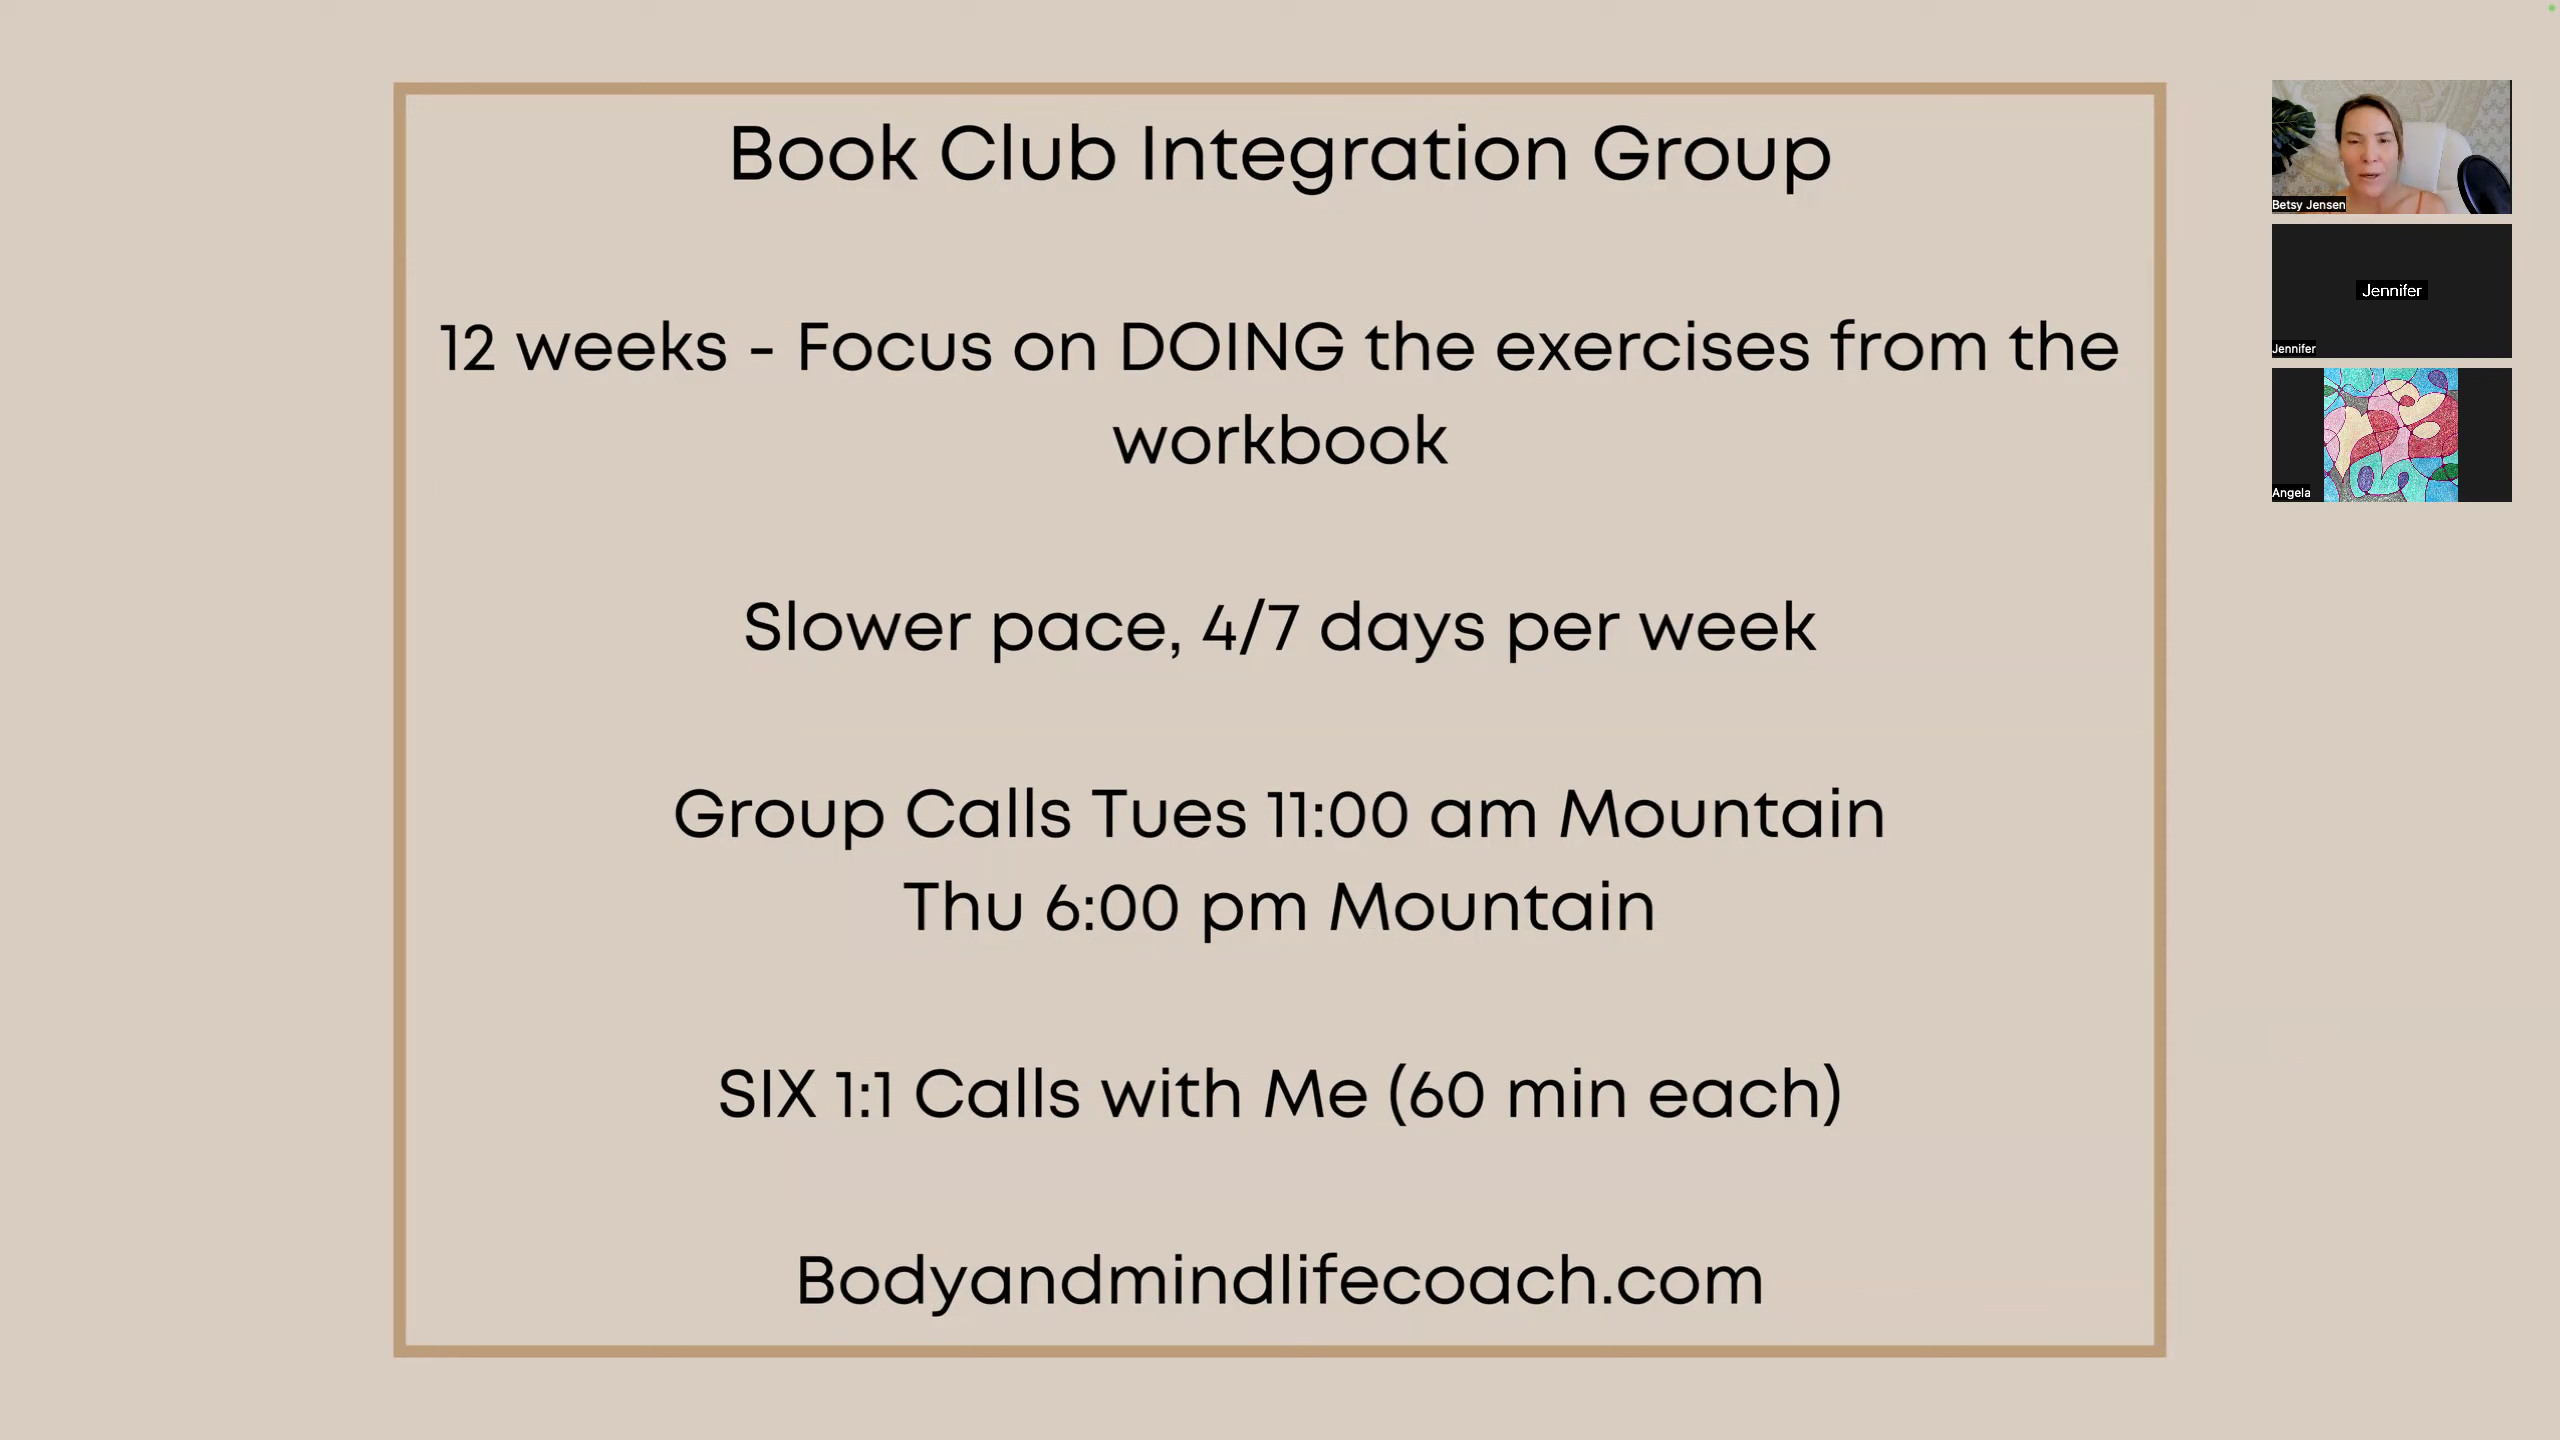 Book Club Integration Group
12 weeks - Focus on DOING the exercises from the
workbook
Slower pace, 4/7 days per week
Group Calls Tues 11:00 am Mountain
Thu 6:00 pm Mountain
SIX 1:1 Calls with Me (60 min each)
Bodyandmindlifecoach.com
Betsy Jensen
Jennifer
Jennifer
Angela